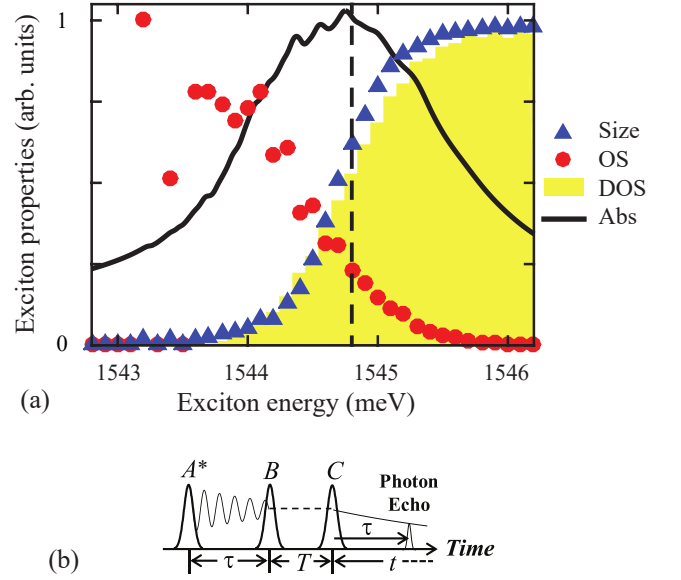 Exciton properties (arb. units)
1
0
1543 1544 1545 1546
Exciton energy (meV)
Size
OS
DOS
Abs
(a)
A* B C
Photon
Echo
τ
Time
τ T t
(b)